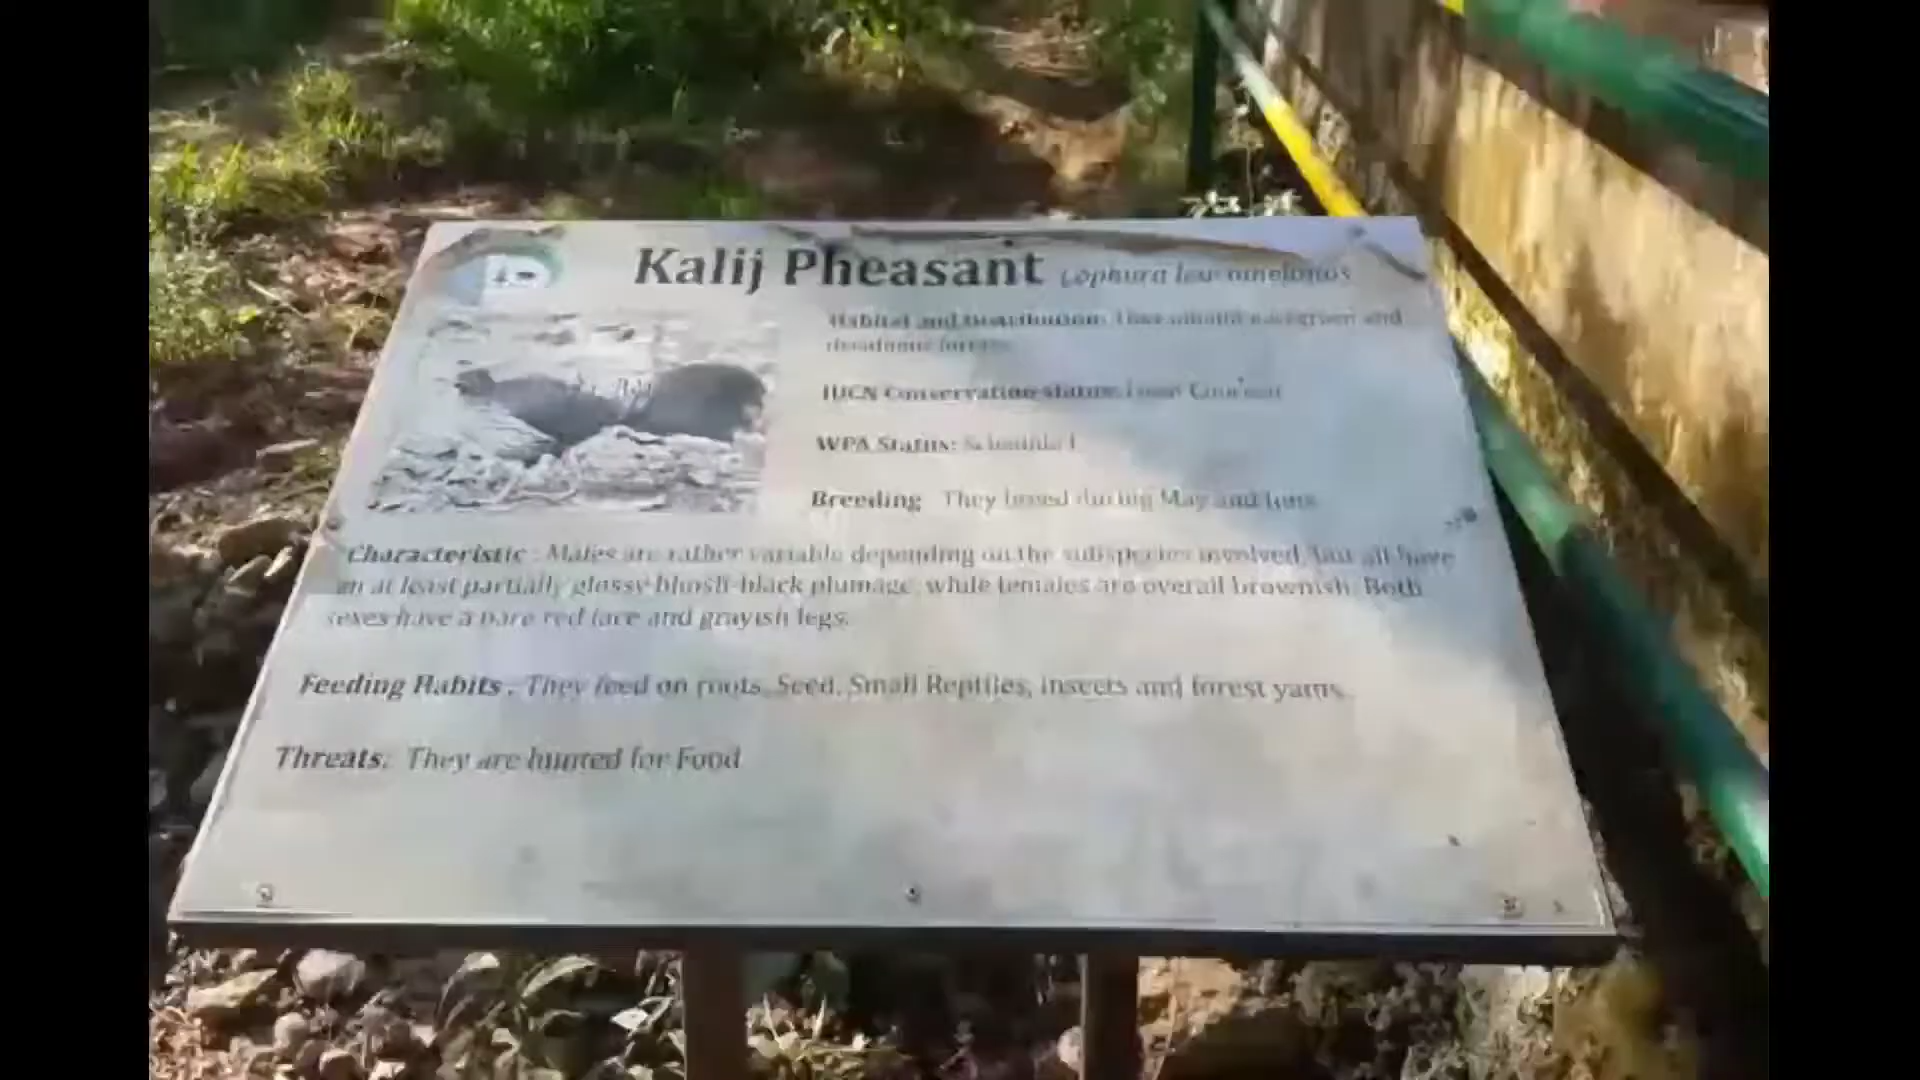 Kalij Pheasant Lophura leucomelanos
Habitat and Distribution: They inhabit evergreen and
deciduous forests
IUCN Conservation status: Least Concern
WPA Status: Schedule I
Breeding They breed during May and June
Characteristic : Males are rather variable depending on the subspecies involved, but all have
an at least partially glossy bluish-black plumage, while females are overall brownish. Both
sexes have a bare red face and grayish legs.
Feeding Habits : They feed on roots, Seed, Small Reptiles, insects and forest yams.
Threats: They are hunted for Food